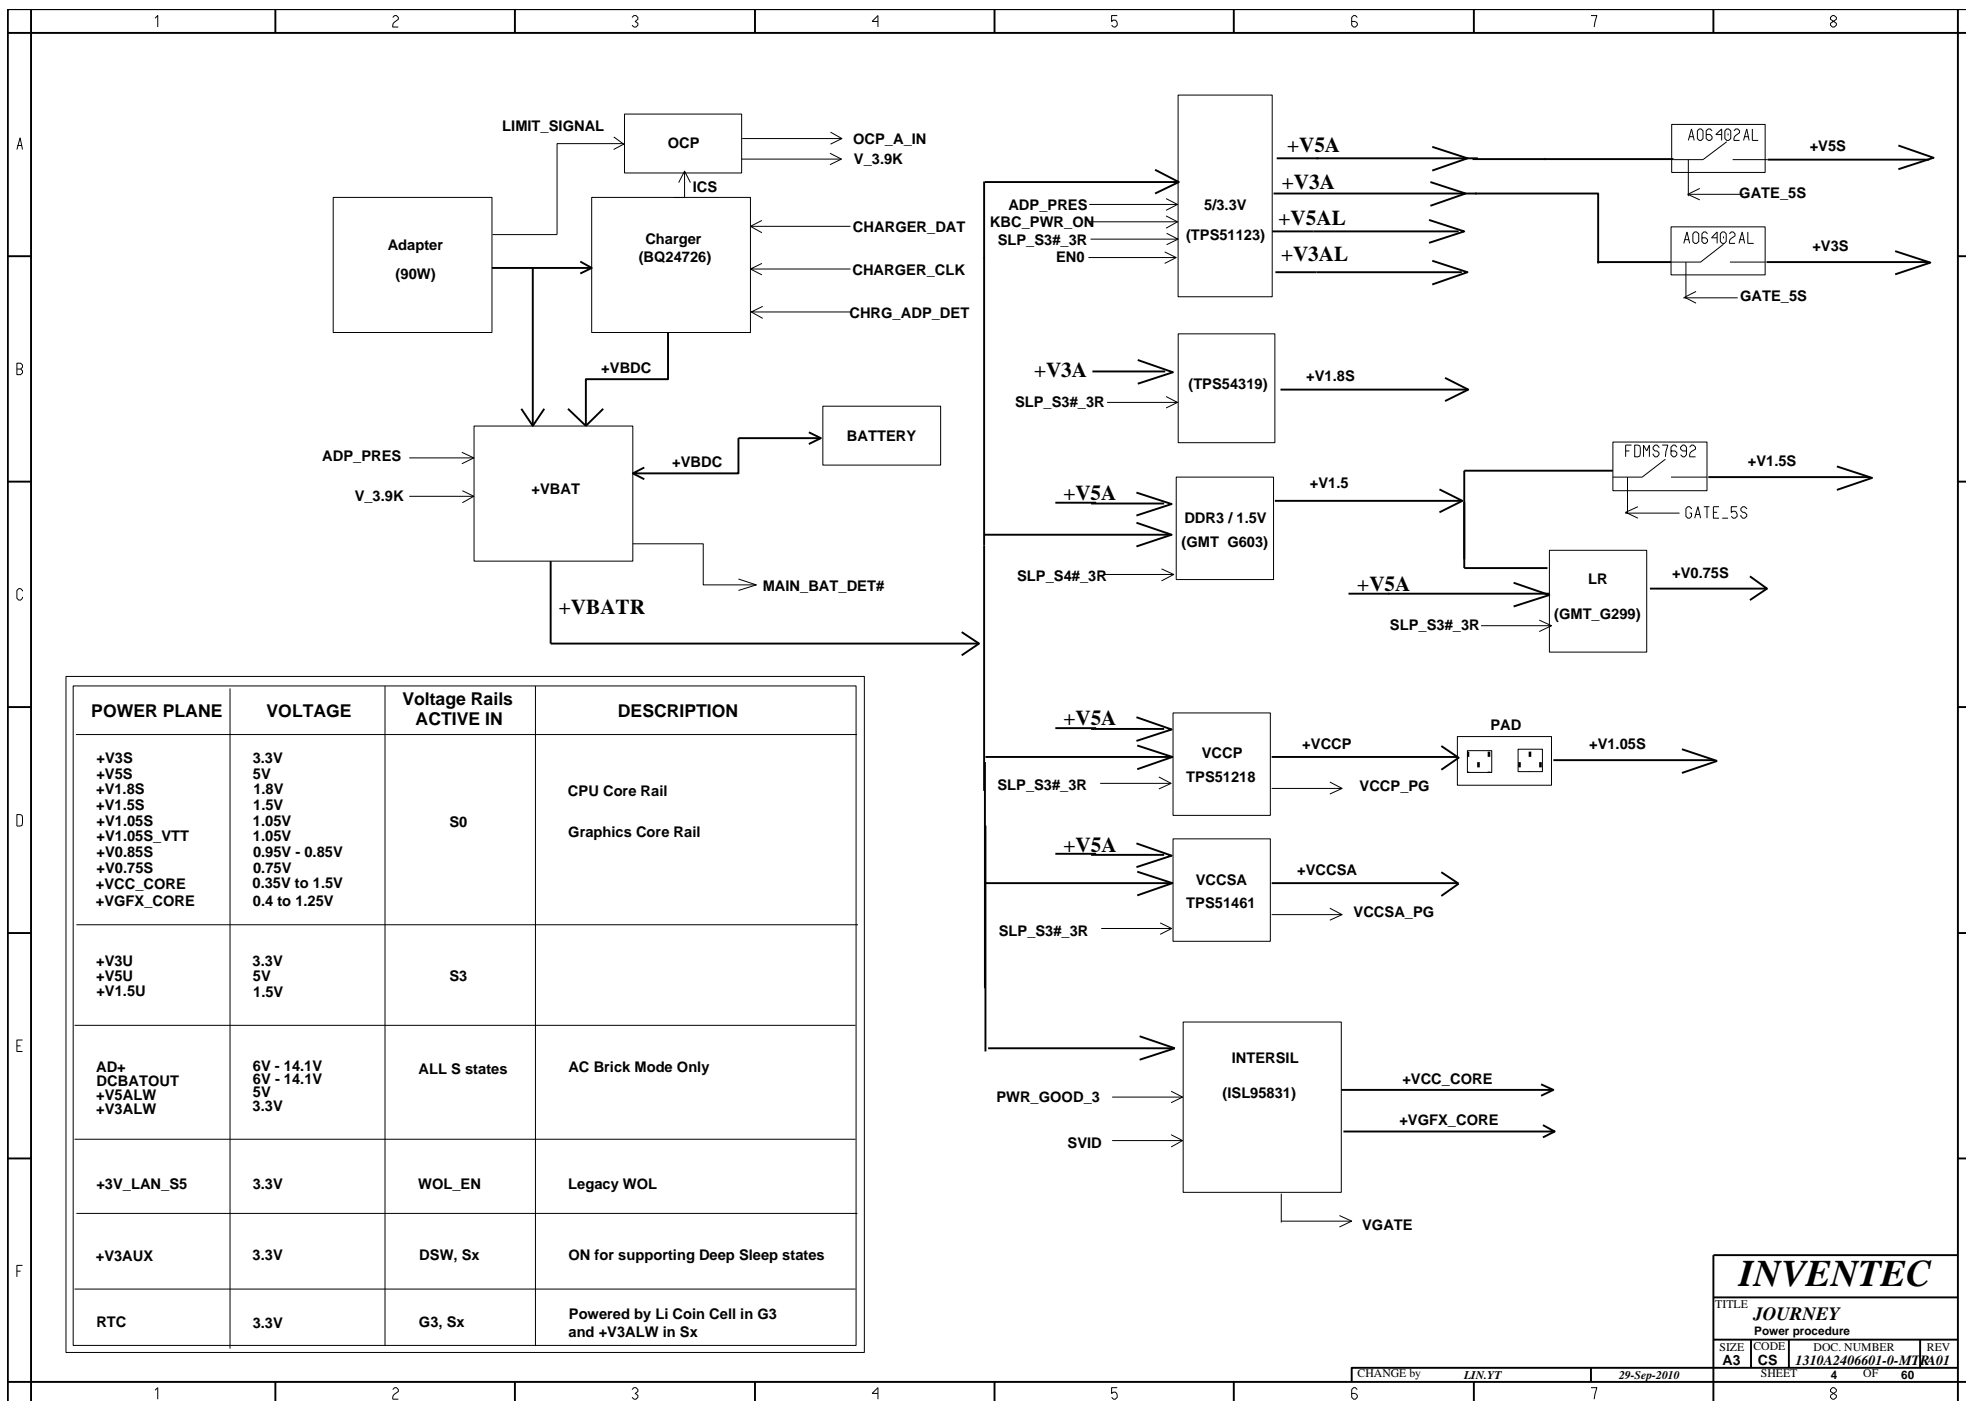 1 2 3 4 5 6 7 8
A
B
C
D
E
F
LIMIT_SIGNAL
OCP
OCP_A_IN
V_3.9K
ICS
Adapter
(90W)
Charger
(BQ24726)
CHARGER_DAT
CHARGER_CLK
CHRG_ADP_DET
+VBDC
BATTERY
+VBDC
ADP_PRES
V_3.9K
+VBAT
MAIN_BAT_DET#
+VBATR
ADP_PRES
KBC_PWR_ON
SLP_S3#_3R
EN0
5/3.3V
(TPS51123)
+V5A
+V3A
+V5AL
+V3AL
AO6402AL
+V5S
GATE_5S
AO6402AL
+V3S
GATE_5S
+V3A
SLP_S3#_3R
(TPS54319)
+V1.8S
+V5A
SLP_S4#_3R
DDR3 / 1.5V
(GMT G603)
+V1.5
FDMS7692
+V1.5S
GATE_5S
+V5A
SLP_S3#_3R
LR
(GMT_G299)
+V0.75S
+V5A
SLP_S3#_3R
VCCP
TPS51218
+VCCP
VCCP_PG
PAD
+V1.05S
+V5A
SLP_S3#_3R
VCCSA
TPS51461
+VCCSA
VCCSA_PG
INTERSIL
(ISL95831)
PWR_GOOD_3
SVID
+VCC_CORE
+VGFX_CORE
VGATE
POWER PLANE VOLTAGE Voltage Rails ACTIVE IN DESCRIPTION
+V3S 3.3V
+V5S 5V
+V1.8S 1.8V CPU Core Rail
+V1.5S 1.5V
+V1.05S 1.05V S0
+V1.05S_VTT 1.05V Graphics Core Rail
+V0.85S 0.95V - 0.85V
+V0.75S 0.75V
+VCC_CORE 0.35V to 1.5V
+VGFX_CORE 0.4 to 1.25V
+V3U 3.3V
+V5U 5V S3
+V1.5U 1.5V
AD+ 6V - 14.1V ALL S states AC Brick Mode Only
DCBATOUT 6V - 14.1V
+V5ALW 5V
+V3ALW 3.3V
+3V_LAN_S5 3.3V WOL_EN Legacy WOL
+V3AUX 3.3V DSW, Sx ON for supporting Deep Sleep states
RTC 3.3V G3, Sx Powered by Li Coin Cell in G3
and +V3ALW in Sx
INVENTEC
TITLE
JOURNEY
Power procedure
SIZE CODE DOC. NUMBER REV
A3 CS 1310A2406601-0-MTR A01
CHANGE by LIN.YT 29-Sep-2010 SHEET 4 OF 60
1 2 3 4 5 6 7 8